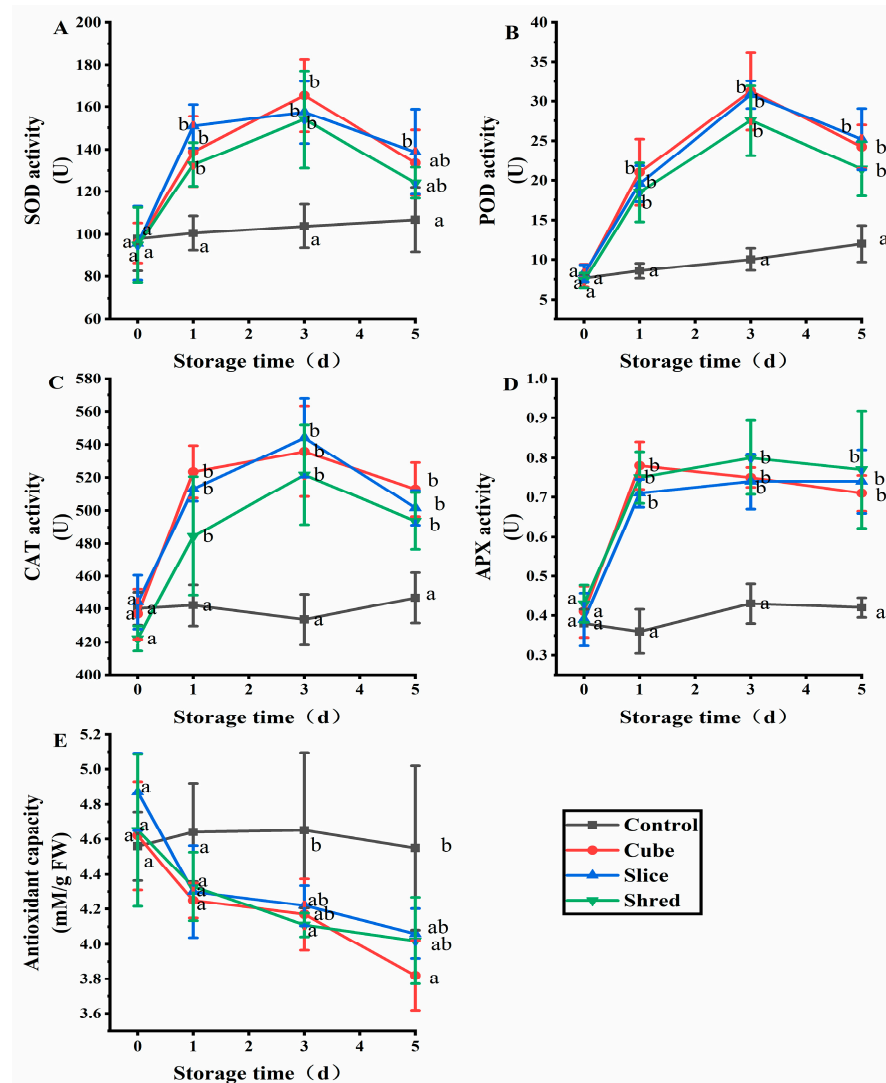 A
B
SOD activity
(U)
200
180
160
140
120
100
80
60
b
b
b
b
b
b
b
ab
ab
a
a
a
a
a
a
a
0 1 2 3 4 5
Storage time（d）
POD activity
(U)
40
35
30
25
20
15
10
5
b
b
b
b
b
b
b
b
b
a
a
a
a
a
a
a
0 1 2 3 4 5
Storage time（d）
C
D
CAT activity
(U)
580
560
540
520
500
480
460
440
420
400
b
b
b
b
b
b
b
b
b
a
a
a
a
a
a
a
0 1 2 3 4 5
Storage time（d）
APX activity
(U)
1.0
0.9
0.8
0.7
0.6
0.5
0.4
0.3
b
b
b
b
b
b
b
b
b
a
a
a
a
a
a
a
0 1 2 3 4 5
Storage time（d）
E
Antioxidant capacity
(mM/g FW)
5.2
5.0
4.8
4.6
4.4
4.2
4.0
3.8
3.6
a
a
a
a
a
a
a
a
b
ab
ab
a
b
ab
ab
a
0 1 2 3 4 5
Storage time（d）
Control
Cube
Slice
Shred